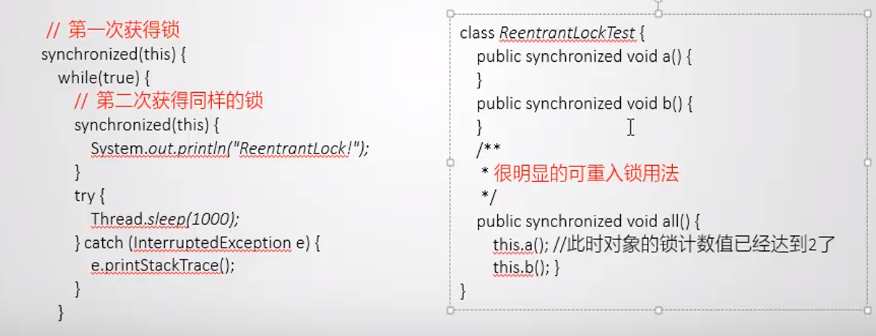 // 第一次获得锁
synchronized(this) {
while(true) {
// 第二次获得同样的锁
synchronized(this) {
System.out.println("ReentrantLock!");
}
try {
Thread.sleep(1000);
} catch (InterruptedException e) {
e.printStackTrace();
}
}
class ReentrantLockTest {
public synchronized void a() {
}
public synchronized void b() {
}
/**
* 很明显的可重入锁用法
*/
public synchronized void all() {
this.a(); //此时对象的锁计数值已经达到2了
this.b(); }
}